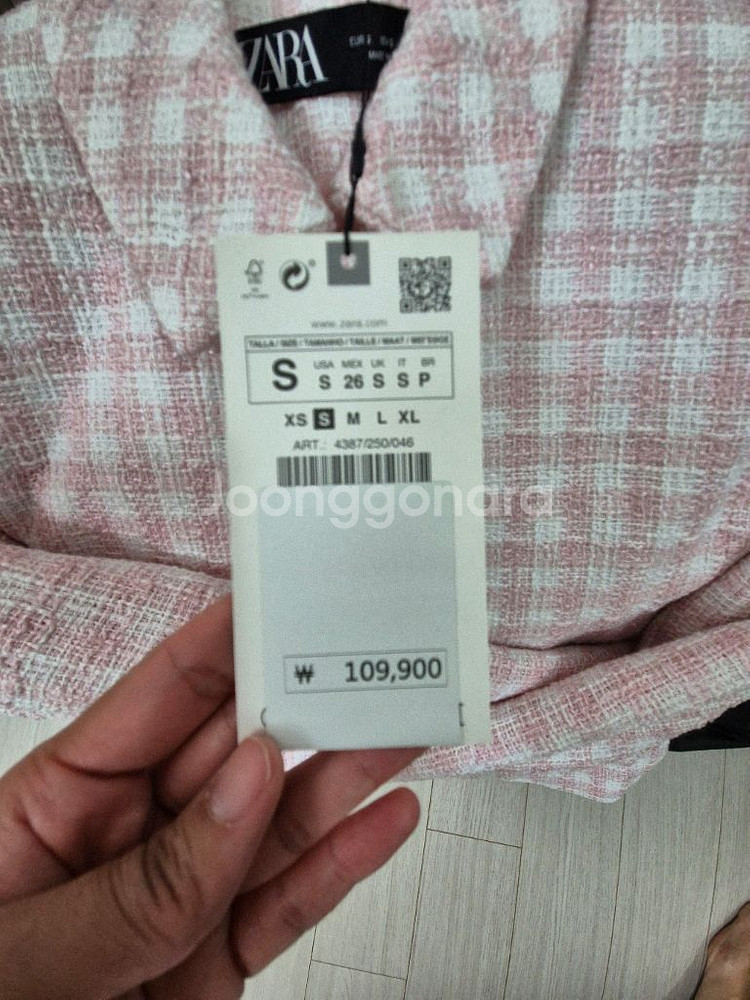 ZARA
www.zara.com
TALLA / SIZE / TAMANHO / TAILLE / MAAT /
USA MEX UK IT BR
S S 26 S S P
XS S M L XL
ART.: 4387/250/046
Joonggonara
₩ 109,900